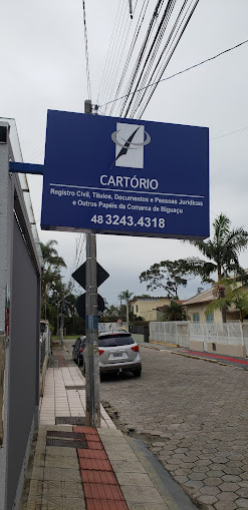 CARTÓRIO
Registro Civil, Títulos, Documentos e Pessoas Jurídicas
e Outros Papéis da Comarca de Biguaçu
48 3243.4318